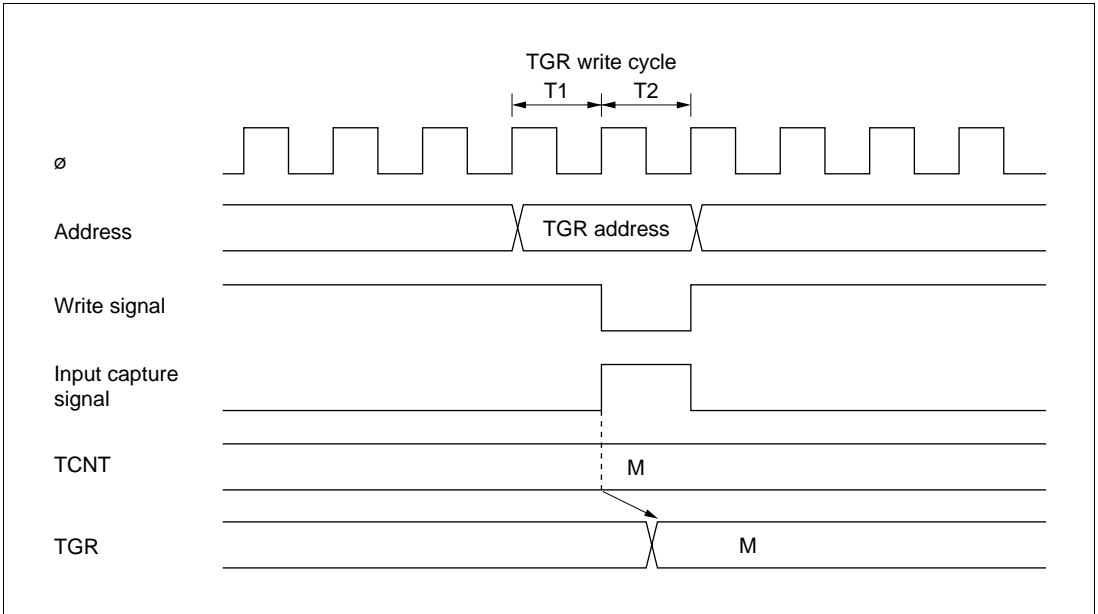 TGR write cycle
T1 T2
ø
Address
TGR address
Write signal
Input capture
signal
TCNT
M
TGR
M